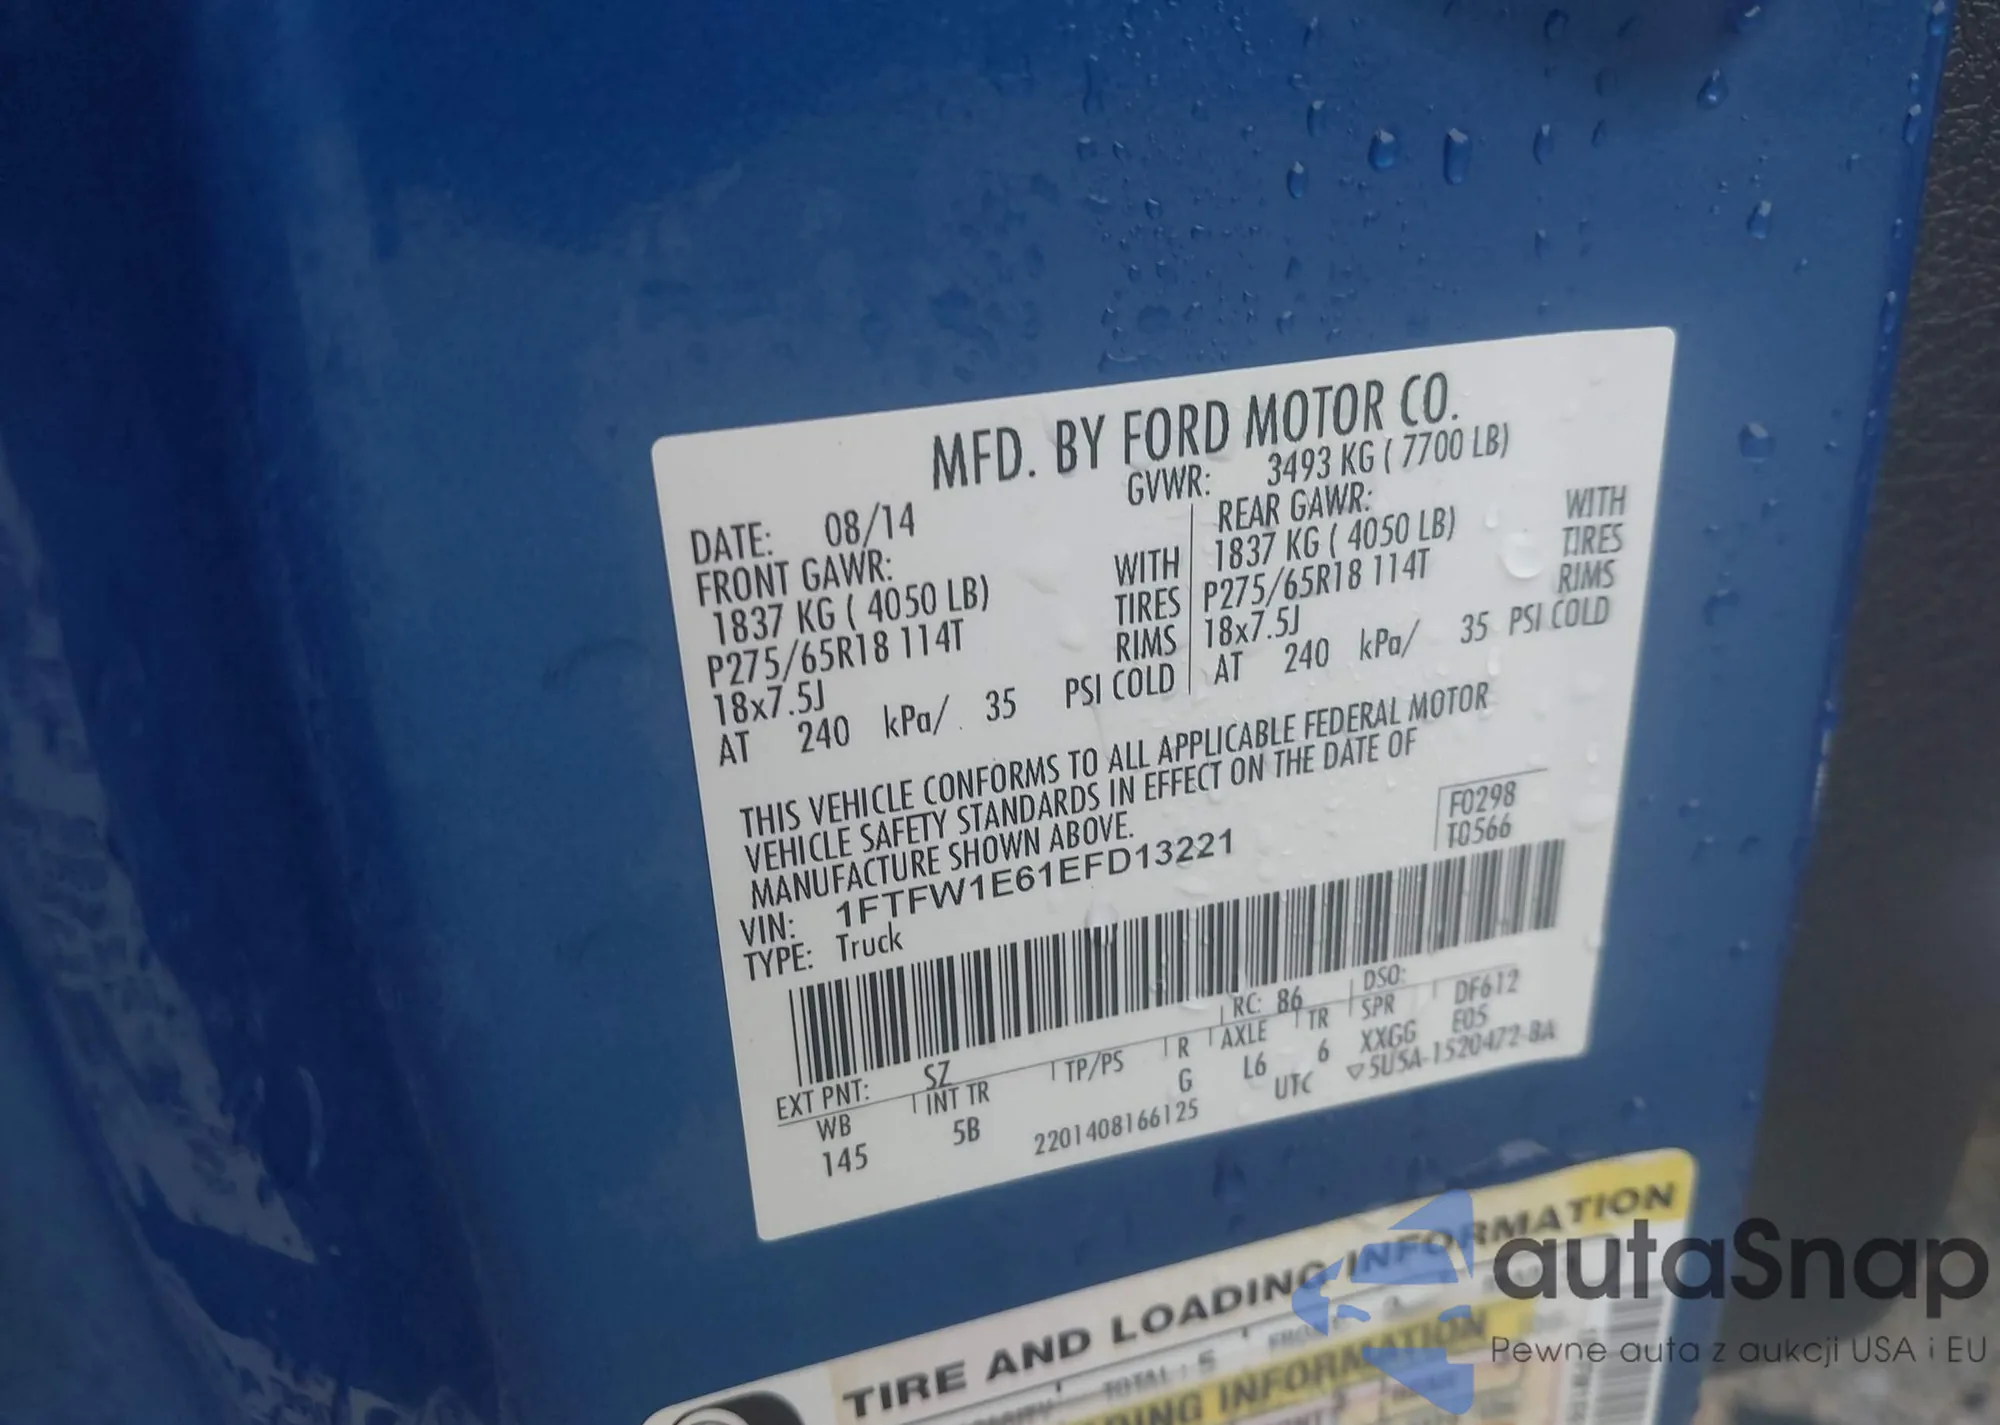 MFD. BY FORD MOTOR CO.
DATE: 08/14 GVWR: 3493 KG ( 7700 LB)
FRONT GAWR: REAR GAWR:
1837 KG ( 4050 LB) WITH 1837 KG ( 4050 LB) WITH
P275/65R18 114T TIRES P275/65R18 114T TIRES
18x7.5J RIMS 18x7.5J RIMS
AT 240 kPa/ 35 PSI COLD AT 240 kPa/ 35 PSI COLD
THIS VEHICLE CONFORMS TO ALL APPLICABLE FEDERAL MOTOR
VEHICLE SAFETY STANDARDS IN EFFECT ON THE DATE OF
MANUFACTURE SHOWN ABOVE.
F0298
VIN: 1FTFW1E61EFD13221 T0566
TYPE: Truck
EXT PNT: SZ RC: 86 DSO:
WB INT TR TP/PS R AXLE TR SPR DF612
145 5B G L6 6 XXGG E05
2201408166125 UTC ▽5U5A-1520472-BA
TIRE AND LOADING INFORMATION
TOTAL : 5
INFORMATION
autaSnap
Pewne auta z aukcji USA i EU